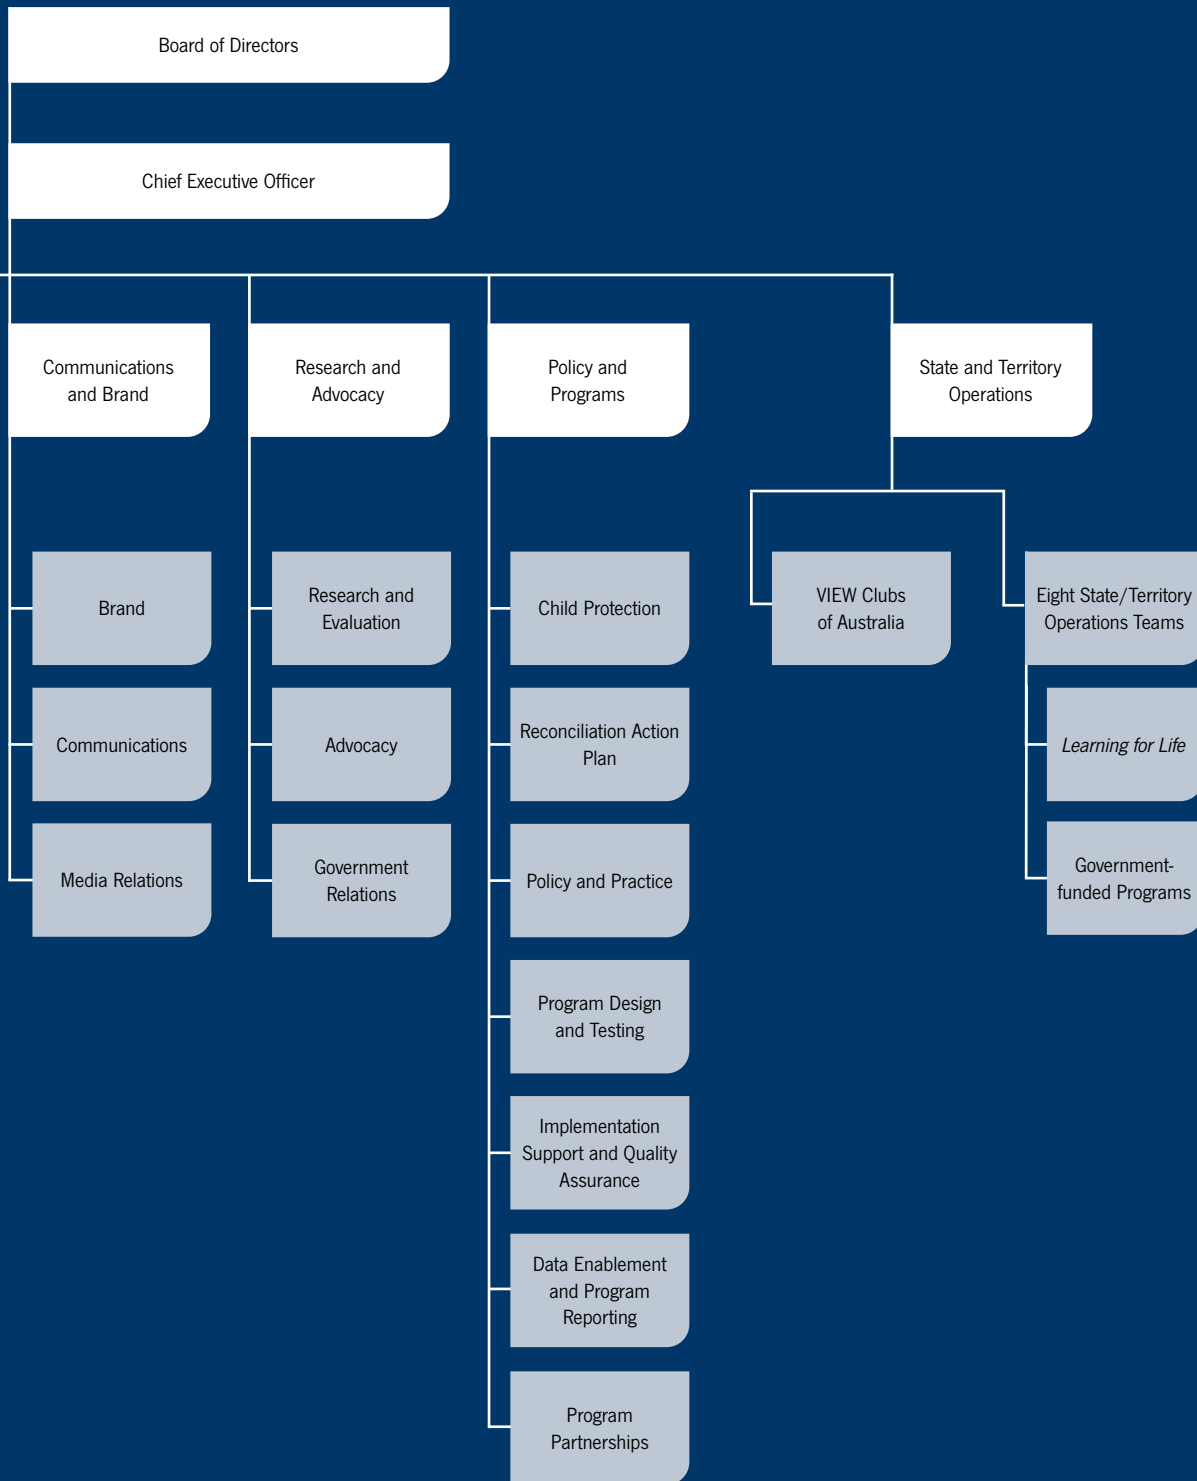 Board of Directors
Chief Executive Officer
Communications
and Brand
Research and
Advocacy
Policy and
Programs
State and Territory
Operations
Brand
Communications
Media Relations
Research and
Evaluation
Advocacy
Government
Relations
Child Protection
Reconciliation Action
Plan
Policy and Practice
Program Design
and Testing
Implementation
Support and Quality
Assurance
Data Enablement
and Program
Reporting
Program
Partnerships
VIEW Clubs
of Australia
Eight State/Territory
Operations Teams
Learning for Life
Government-
funded Programs